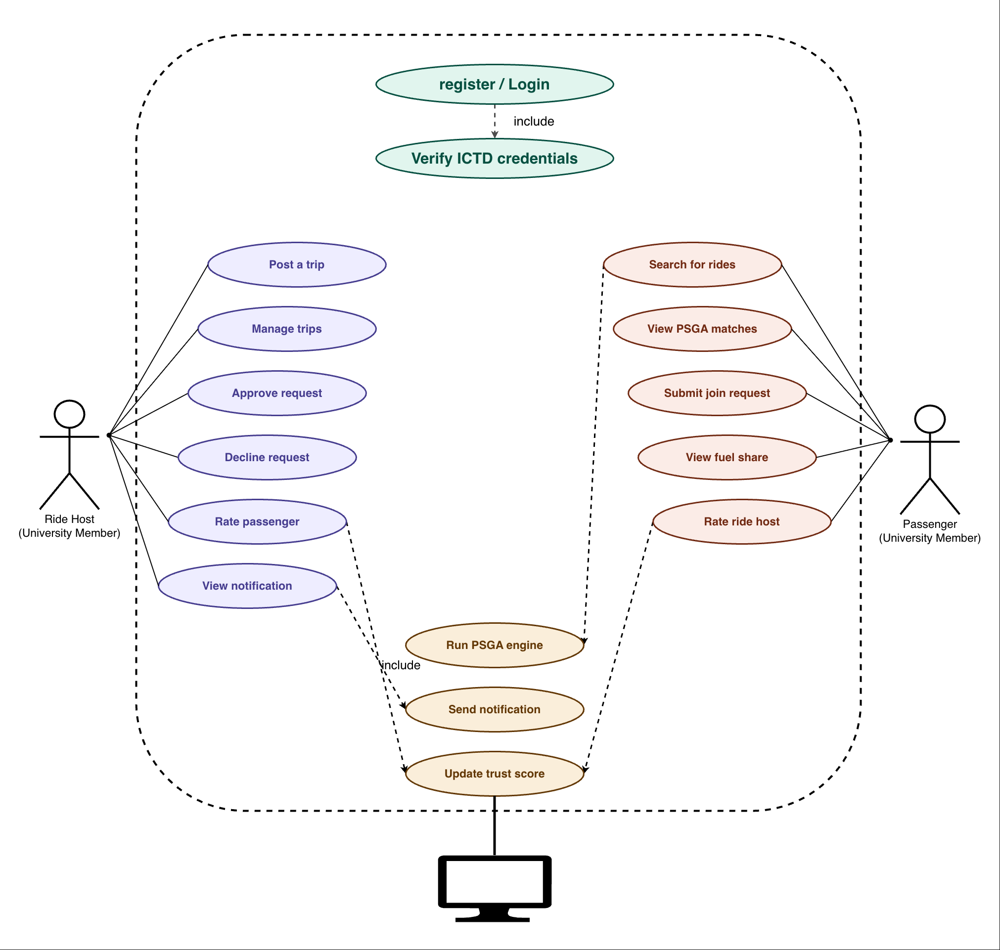 register / Login
include
Verify ICTD credentials
Post a trip
Search for rides
Manage trips
View PSGA matches
Approve request
Submit join request
Decline request
View fuel share
Ride Host
(University Member)
Rate passenger
Rate ride host
Passenger
(University Member)
View notification
Run PSGA engine
include
Send notification
Update trust score